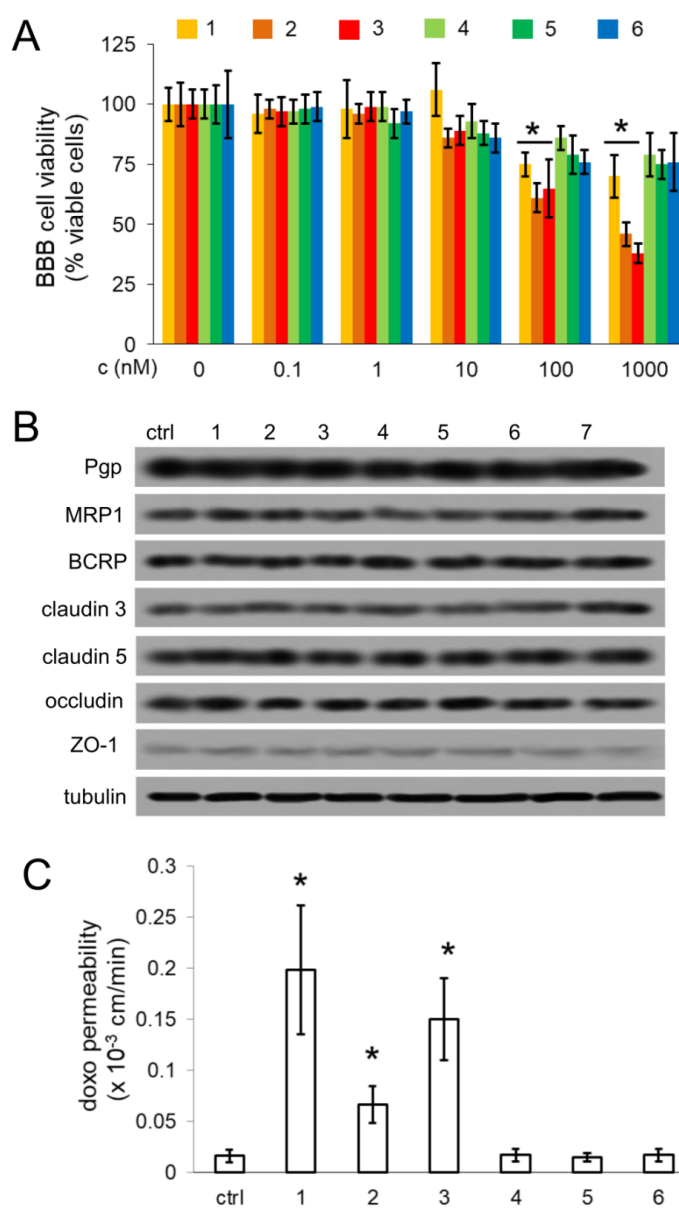 A
1 2 3 4 5 6
BBB cell viability
(% viable cells)
125
100
75
50
25
0
* *
c (nM) 0 0.1 1 10 100 1000
B
ctrl 1 2 3 4 5 6 7
Pgp
MRP1
BCRP
claudin 3
claudin 5
occludin
ZO-1
tubulin
C
doxo permeability
(x 10⁻³ cm/min)
0.3
0.25
0.2
0.15
0.1
0.05
0
* * *
ctrl 1 2 3 4 5 6